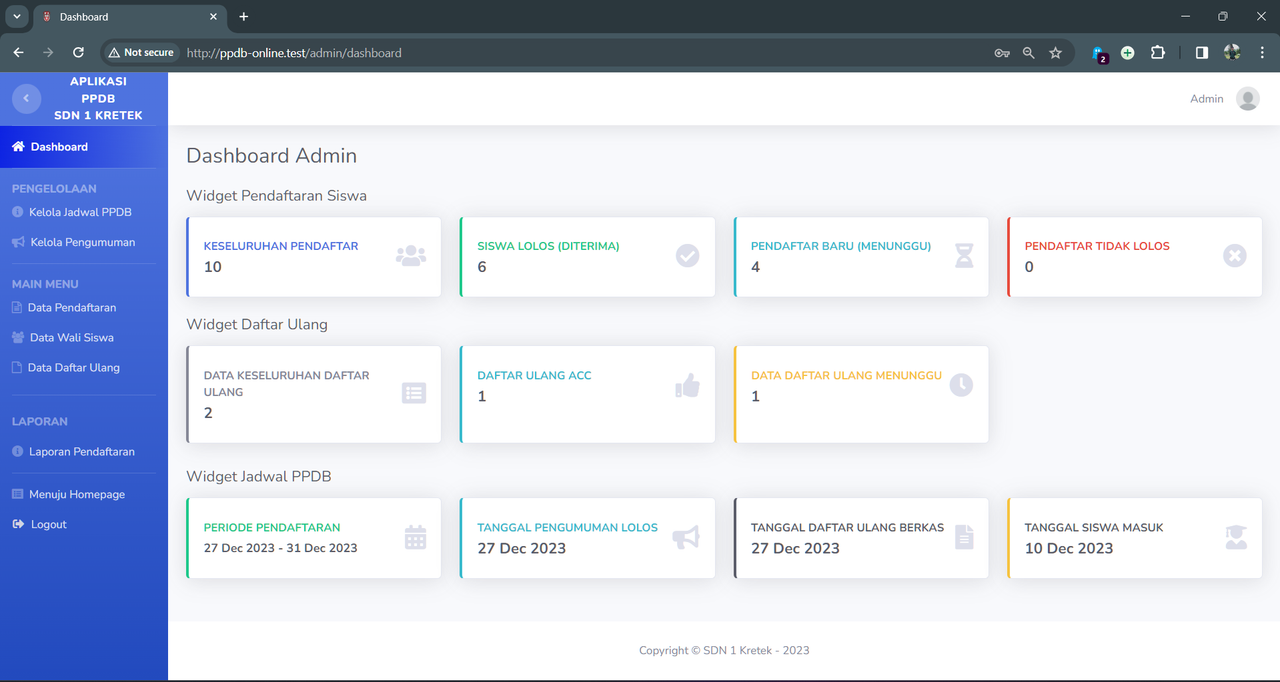 Dashboard
Not secure
http://ppdb-online.test/admin/dashboard
2
APLIKASI
PPDB
SDN 1 KRETEK
Admin
Dashboard
PENGELOLAAN
Kelola Jadwal PPDB
Kelola Pengumuman
MAIN MENU
Data Pendaftaran
Data Wali Siswa
Data Daftar Ulang
LAPORAN
Laporan Pendaftaran
Menuju Homepage
Logout
Dashboard Admin
Widget Pendaftaran Siswa
KESELURUHAN PENDAFTAR
10
SISWA LOLOS (DITERIMA)
6
PENDAFTAR BARU (MENUNGGU)
4
PENDAFTAR TIDAK LOLOS
0
Widget Daftar Ulang
DATA KESELURUHAN DAFTAR
ULANG
2
DAFTAR ULANG ACC
1
DATA DAFTAR ULANG MENUNGGU
1
Widget Jadwal PPDB
PERIODE PENDAFTARAN
27 Dec 2023 - 31 Dec 2023
TANGGAL PENGUMUMAN LOLOS
27 Dec 2023
TANGGAL DAFTAR ULANG BERKAS
27 Dec 2023
TANGGAL SISWA MASUK
10 Dec 2023
Copyright © SDN 1 Kretek - 2023